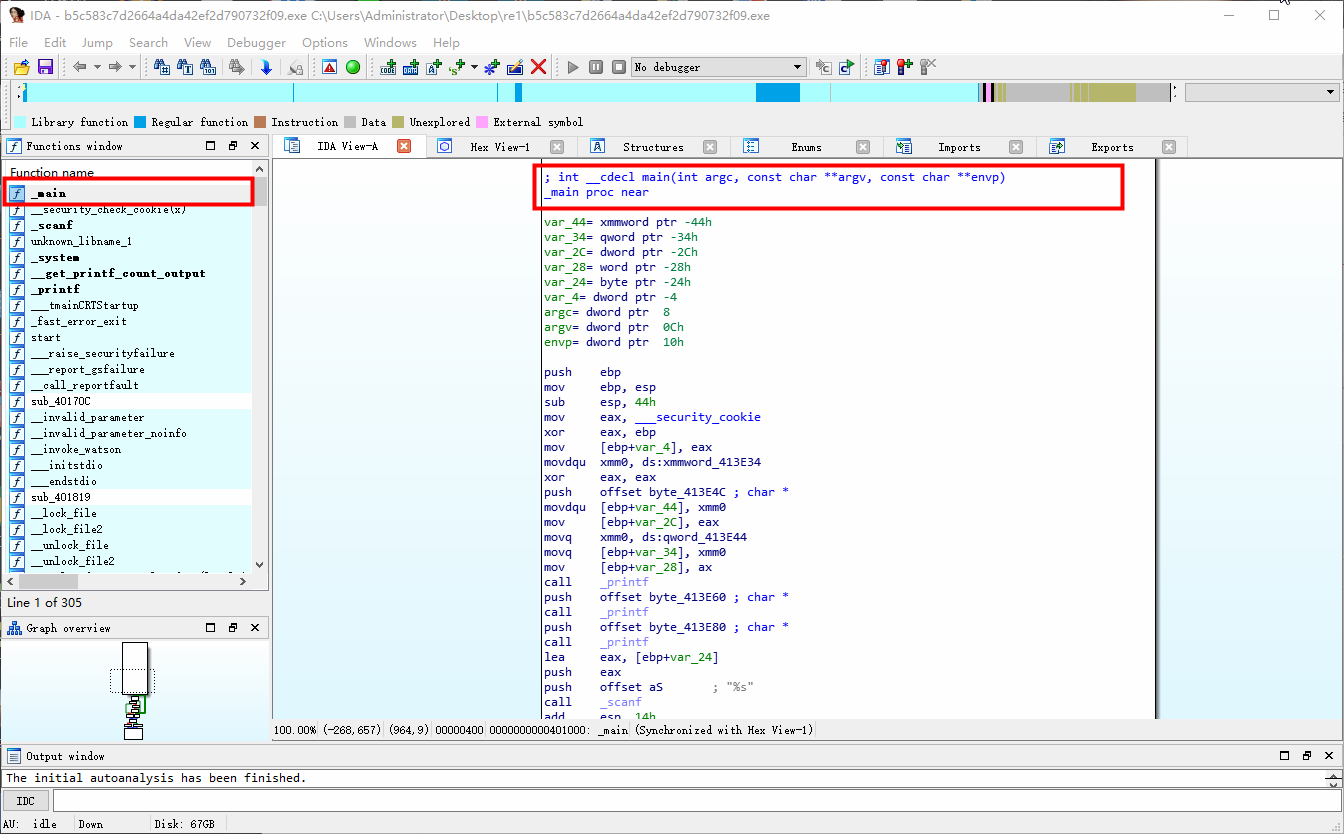 IDA - b5c583c7d2664a4da42ef2d790732f09.exe C:\Users\Administrator\Desktop\re1\b5c583c7d2664a4da42ef2d790732f09.exe
File Edit Jump Search View Debugger Options Windows Help
No debugger
Library function Regular function Instruction Data Unexplored External symbol
Functions window
IDA View-A Hex View-1 Structures Enums Imports Exports
Function name
_main
__security_check_cookie(x)
_scanf
unknown_libname_1
_system
__get_printf_count_output
_printf
___tmainCRTStartup
_fast_error_exit
start
___raise_securityfailure
___report_gsfailure
__call_reportfault
sub_40170C
__invalid_parameter
__invalid_parameter_noinfo
__invoke_watson
___initstdio
___endstdio
sub_401819
__lock_file
__lock_file2
__unlock_file
__unlock_file2
Line 1 of 305
Graph overview
; int __cdecl main(int argc, const char **argv, const char **envp)
_main proc near
var_44= xmmword ptr -44h
var_34= qword ptr -34h
var_2C= dword ptr -2Ch
var_28= word ptr -28h
var_24= byte ptr -24h
var_4= dword ptr -4
argc= dword ptr  8
argv= dword ptr  0Ch
envp= dword ptr  10h
push    ebp
mov     ebp, esp
sub     esp, 44h
mov     eax, ___security_cookie
xor     eax, ebp
mov     [ebp+var_4], eax
movdqu  xmm0, ds:xmmword_413E34
xor     eax, eax
push    offset byte_413E4C ; char *
movdqu  [ebp+var_44], xmm0
mov     [ebp+var_2C], eax
movq    xmm0, ds:qword_413E44
movq    [ebp+var_34], xmm0
mov     [ebp+var_28], ax
call    _printf
push    offset byte_413E60 ; char *
call    _printf
push    offset byte_413E80 ; char *
call    _printf
lea     eax, [ebp+var_24]
push    eax
push    offset aS       ; "%s"
call    _scanf
add     esp, 14h
100.00% (-268,657) (964,9) 00000400 0000000000401000: _main (Synchronized with Hex View-1)
Output window
The initial autoanalysis has been finished.
IDC
AU: idle Down Disk: 67GB